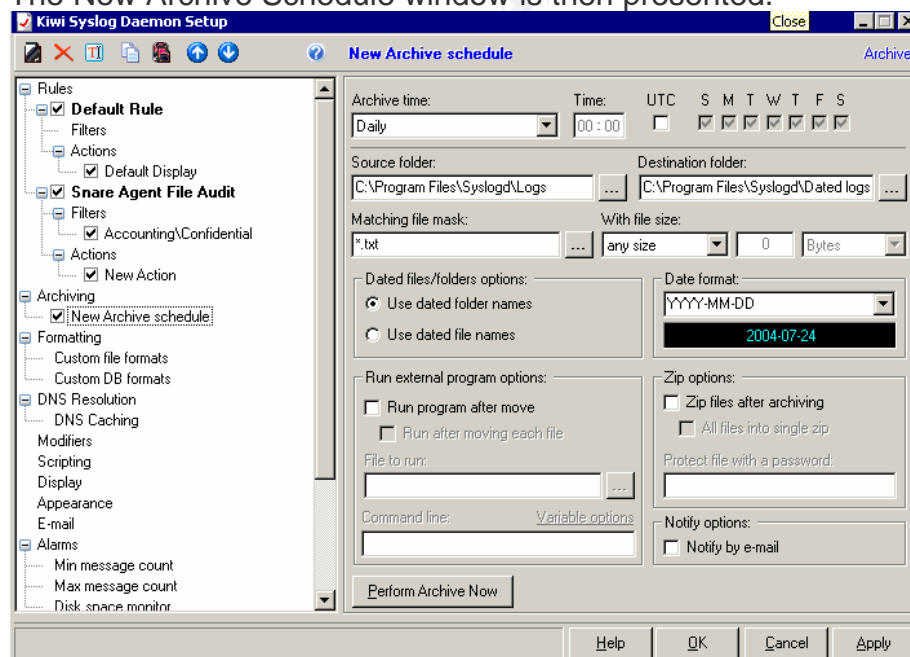 The New Archive Schedule window is then presented.
Kiwi Syslog Daemon Setup
Close
New Archive schedule
Archive
Rules
Default Rule
Filters
Actions
Default Display
Snare Agent File Audit
Filters
Accounting\Confidential
Actions
New Action
Archiving
New Archive schedule
Formatting
Custom file formats
Custom DB formats
DNS Resolution
DNS Caching
Modifiers
Scripting
Display
Appearance
E-mail
Alarms
Min message count
Max message count
Disk space monitor
Archive time: Time: UTC S M T W T F S
Daily 00 : 00
Source folder: Destination folder:
C:\Program Files\Syslogd\Logs ... C:\Program Files\Syslogd\Dated logs ...
Matching file mask: With file size:
*.txt ... any size 0 Bytes
Dated files/folders options:
Use dated folder names
Use dated file names
Date format:
YYYY-MM-DD
2004-07-24
Run external program options:
Run program after move
Run after moving each file
File to run:
...
Command line: Variable options
Zip options:
Zip files after archiving
All files into single zip
Protect file with a password:
Notify options:
Notify by e-mail
Perform Archive Now
Help OK Cancel Apply